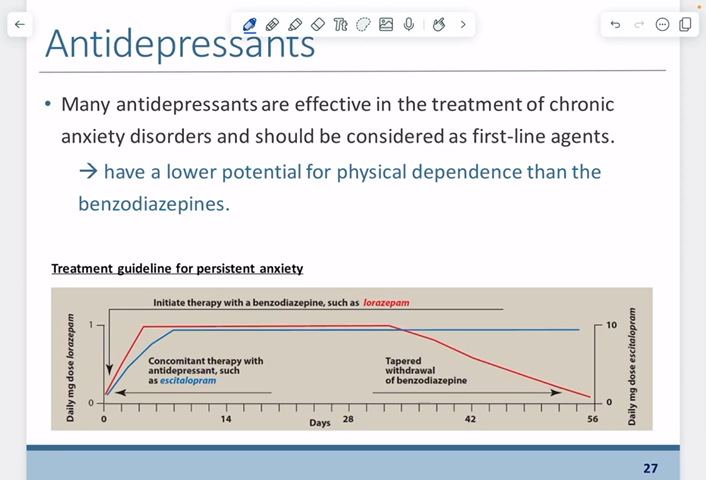 Antidepressants
• Many antidepressants are effective in the treatment of chronic
anxiety disorders and should be considered as first-line agents.
→ have a lower potential for physical dependence than the
benzodiazepines.
Treatment guideline for persistent anxiety
Initiate therapy with a benzodiazepine, such as lorazepam
Daily mg dose lorazepam
1
0
Concomitant therapy with
antidepressant, such
as escitalopram
Tapered
withdrawal
of benzodiazepine
10
0
Daily mg dose escitalopram
0 14 28 42 56
Days
27